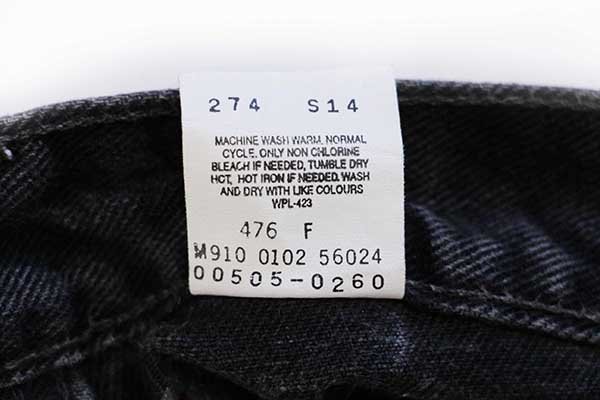 274 S14
MACHINE WASH WARM, NORMAL
CYCLE. ONLY NON CHLORINE
BLEACH IF NEEDED, TUMBLE DRY
HOT, HOT IRON IF NEEDED. WASH
AND DRY WITH LIKE COLOURS
WPL-423
476 F
M910 0102 56024
00505-0260